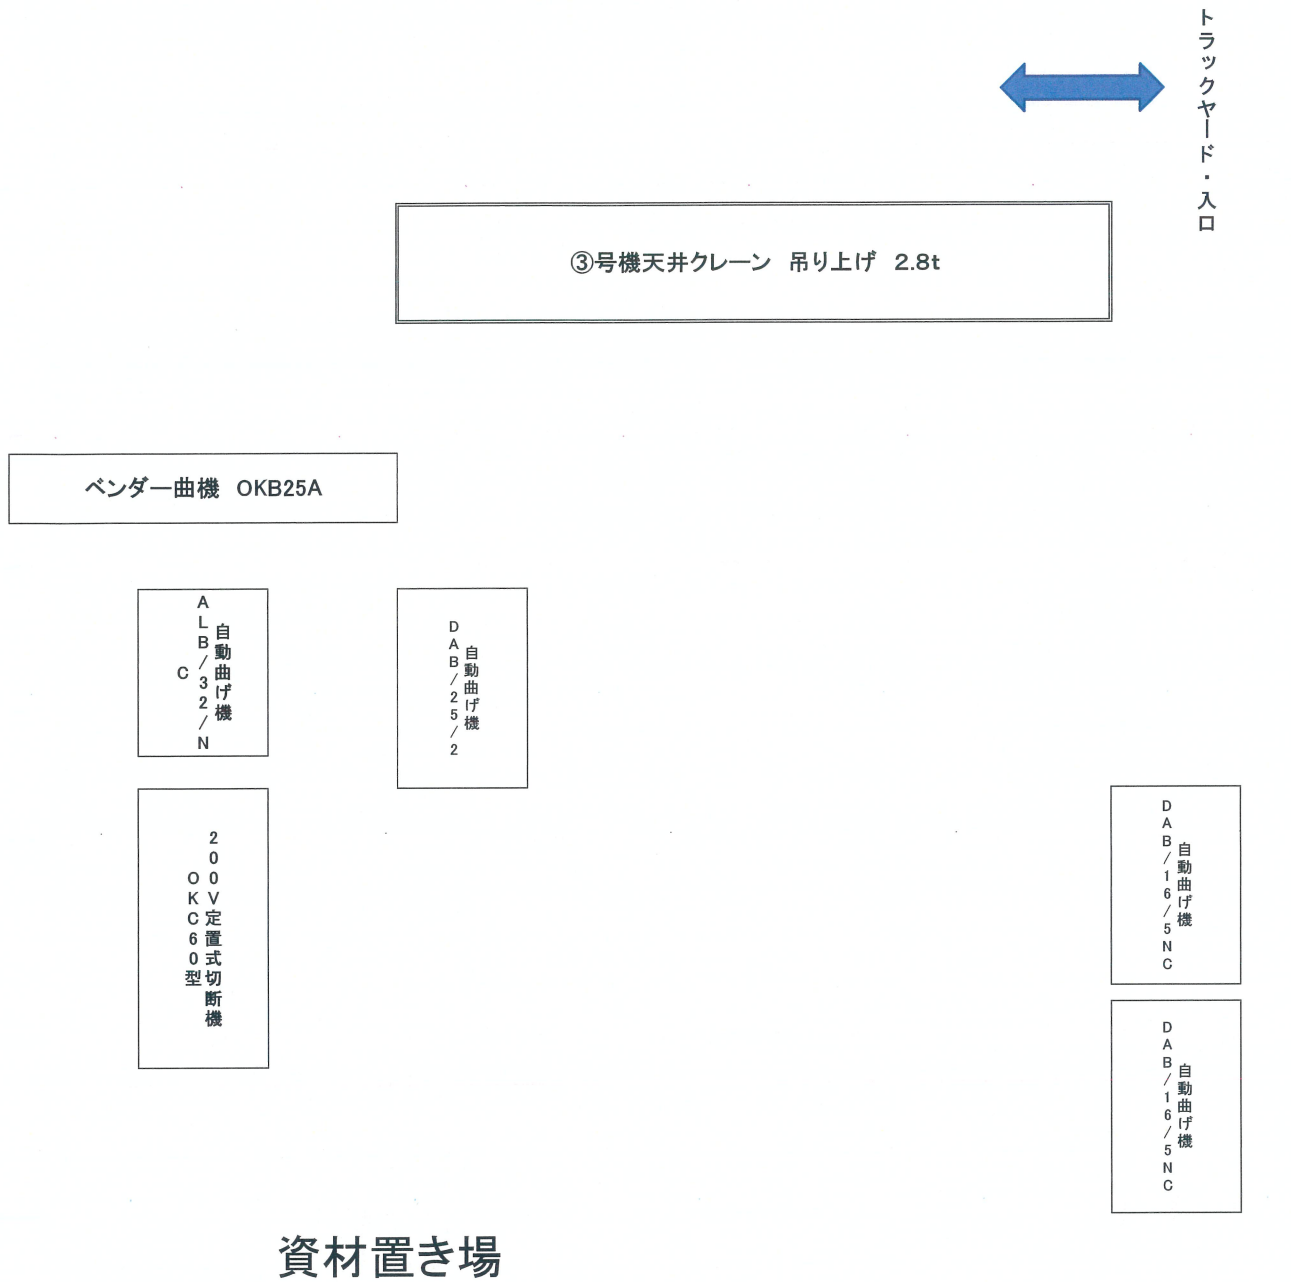 トラックヤード・入口
③号機天井クレーン　吊り上げ　2.8t
ベンダー曲機　OKB25A
自動曲げ機
ALB/32/N
C
自動曲げ機
DAB/25/2
200V定置式切断機
OKC60型
自動曲げ機
DAB/16/5NC
自動曲げ機
DAB/16/5NC
資材置き場